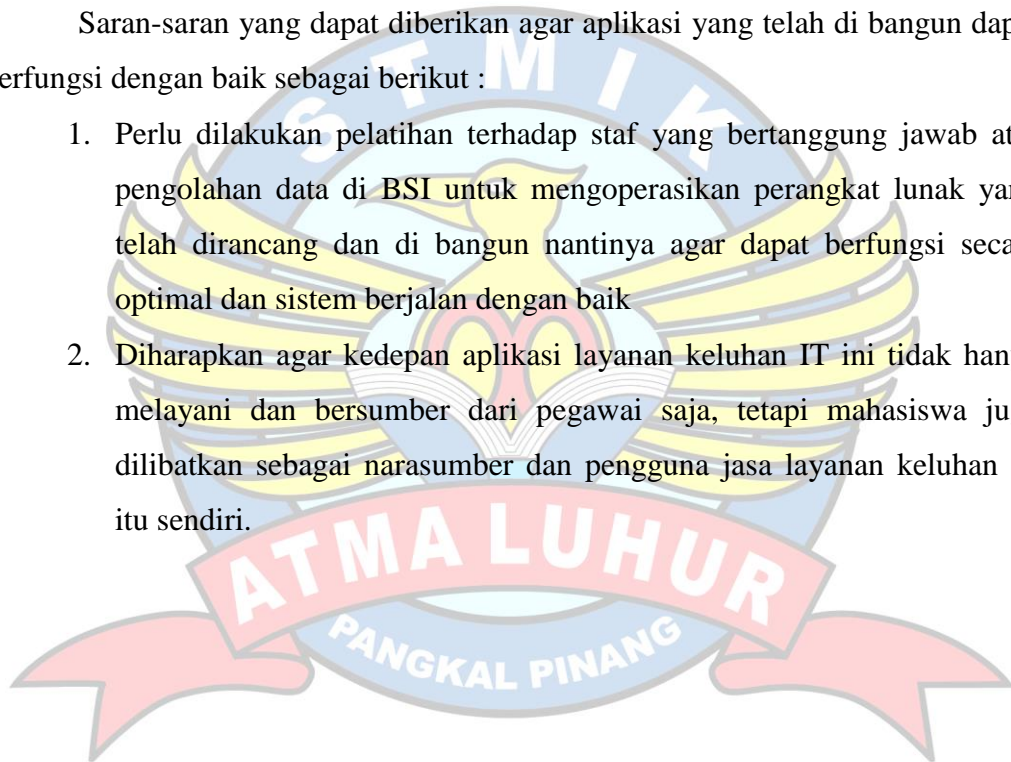 Saran-saran yang dapat diberikan agar aplikasi yang telah di bangun dap
erfungsi dengan baik sebagai berikut :
1. Perlu dilakukan pelatihan terhadap staf yang bertanggung jawab at
pengolahan data di BSI untuk mengoperasikan perangkat lunak yan
telah dirancang dan di bangun nantinya agar dapat berfungsi seca
optimal dan sistem berjalan dengan baik
2. Diharapkan agar kedepan aplikasi layanan keluhan IT ini tidak han
melayani dan bersumber dari pegawai saja, tetapi mahasiswa ju
dilibatkan sebagai narasumber dan pengguna jasa layanan keluhan
itu sendiri.
STMIK
ATMA LUHUR
PANGKAL PINANG